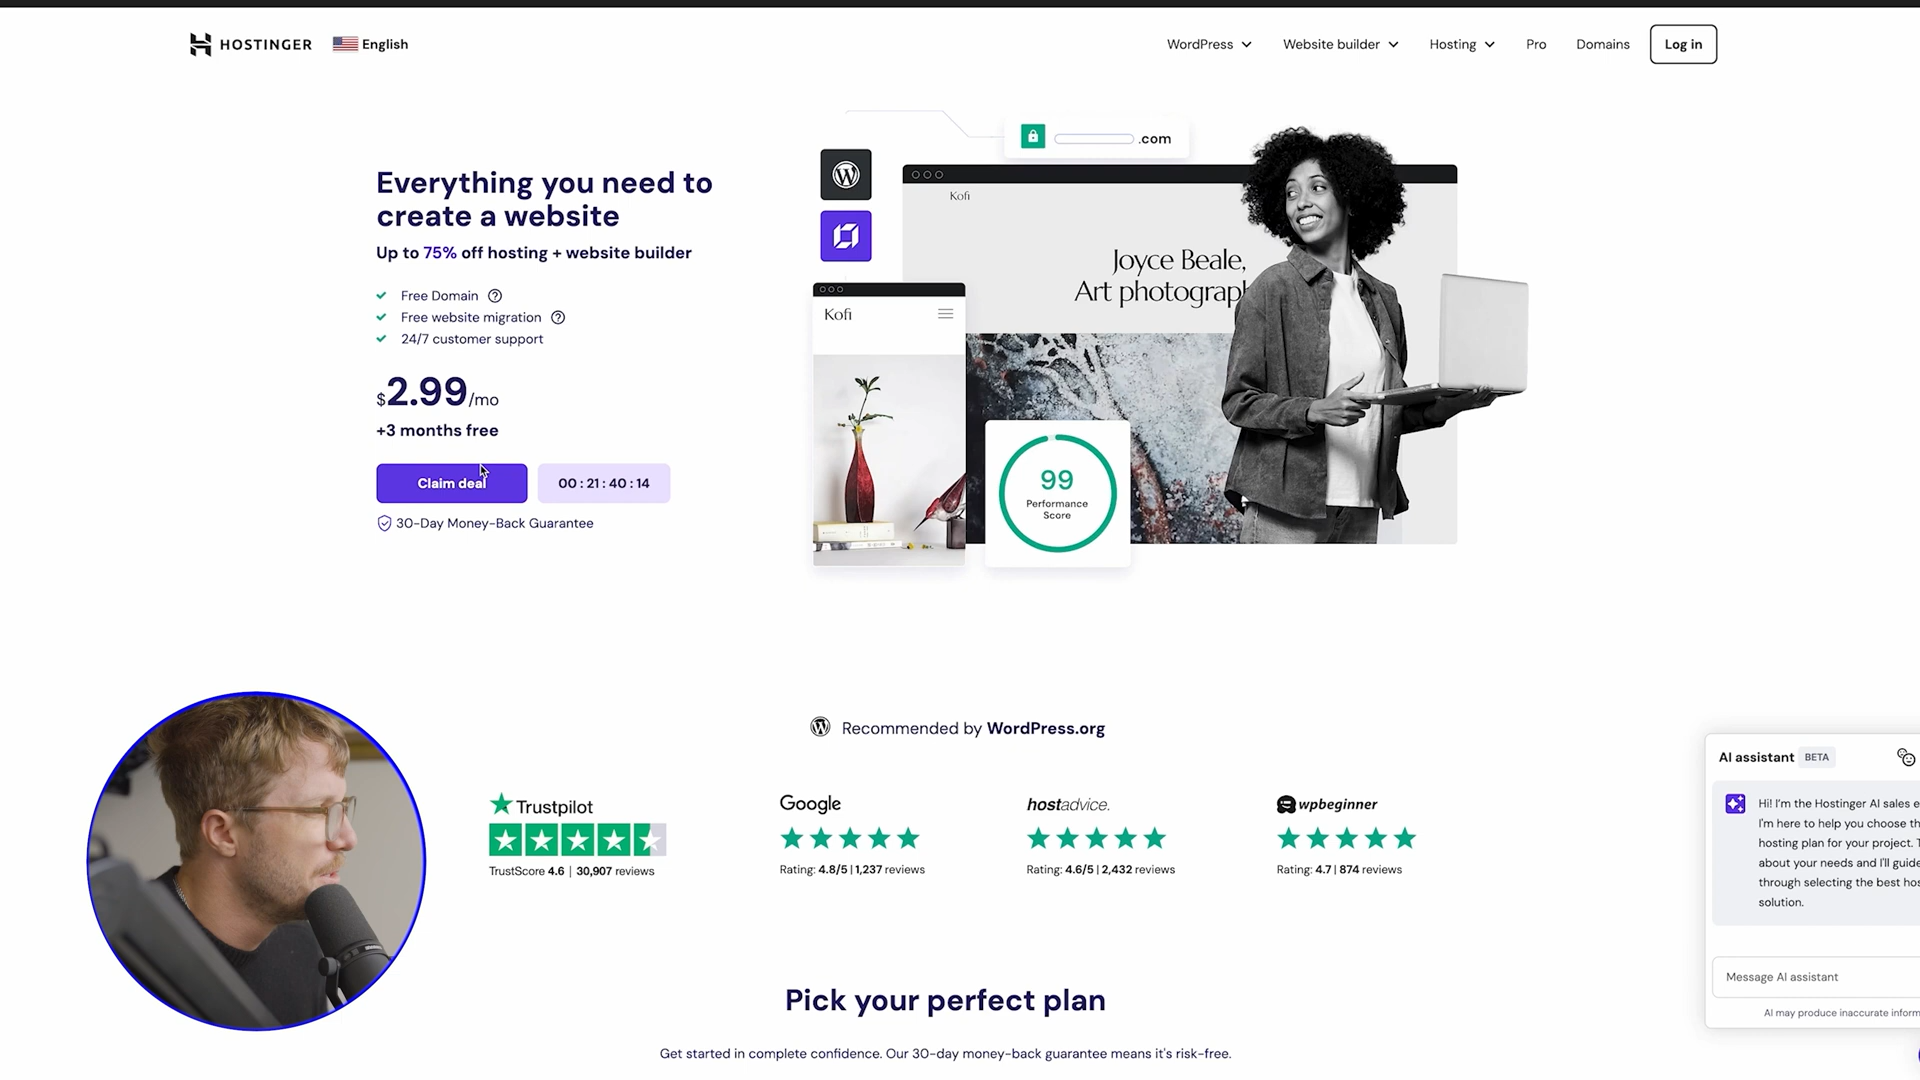 HOSTINGER
English
WordPress
Website builder
Hosting
Pro
Domains
Log in
Everything you need to
create a website
Up to 75% off hosting + website builder
Free Domain
Free website migration
24/7 customer support
$2.99/mo
+3 months free
Claim deal
00 : 21 : 40 : 14
30-Day Money-Back Guarantee
.com
Kofi
Joyce Beale,
Art photograph
Kofi
99
Performance
Score
Recommended by WordPress.org
Trustpilot
TrustScore 4.6 | 30,907 reviews
Google
Rating: 4.8/5 | 1,237 reviews
hostadvice.
Rating: 4.6/5 | 2,432 reviews
wpbeginner
Rating: 4.7 | 874 reviews
AI assistant BETA
Hi! I'm the Hostinger AI sales
I'm here to help you choose
hosting plan for your project.
about your needs and I'll guide
through selecting the best
solution.
Message AI assistant
AI may produce inaccurate
Pick your perfect plan
Get started in complete confidence. Our 30-day money-back guarantee means it's risk-free.